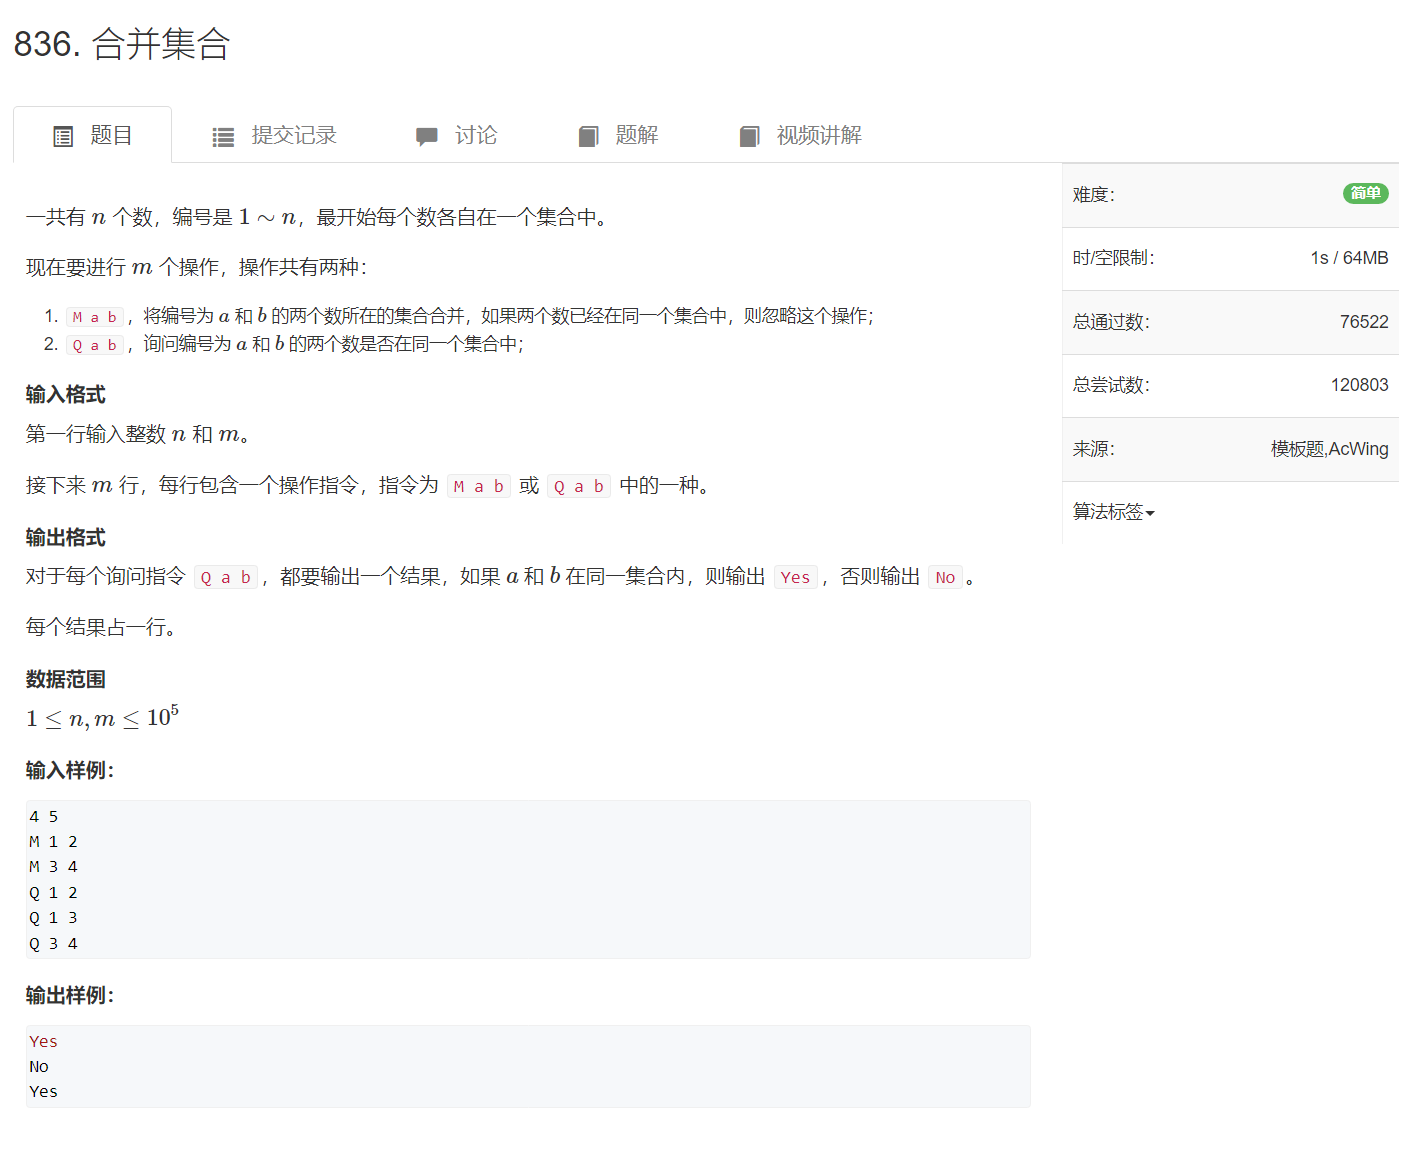 836. 合并集合
题目 提交记录 讨论 题解 视频讲解
一共有 n 个数，编号是 1 ∼ n，最开始每个数各自在一个集合中。
现在要进行 m 个操作，操作共有两种：
1. M a b，将编号为 a 和 b 的两个数所在的集合合并，如果两个数已经在同一个集合中，则忽略这个操作；
2. Q a b，询问编号为 a 和 b 的两个数是否在同一个集合中；
输入格式
第一行输入整数 n 和 m。
接下来 m 行，每行包含一个操作指令，指令为 M a b 或 Q a b 中的一种。
输出格式
对于每个询问指令 Q a b，都要输出一个结果，如果 a 和 b 在同一集合内，则输出 Yes，否则输出 No。
每个结果占一行。
数据范围
1 ≤ n, m ≤ 10⁵
输入样例：
4 5
M 1 2
M 3 4
Q 1 2
Q 1 3
Q 3 4
输出样例：
Yes
No
Yes
难度： 简单
时/空限制： 1s / 64MB
总通过数： 76522
总尝试数： 120803
来源： 模板题,AcWing
算法标签